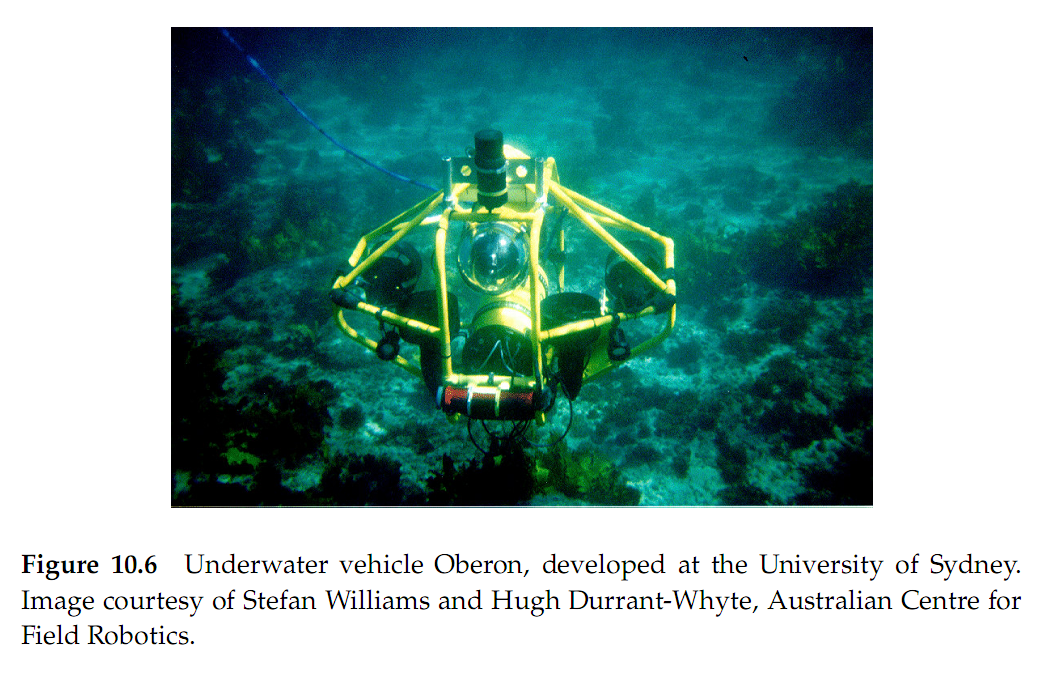 Figure 10.6 Underwater vehicle Oberon, developed at the University of Sydney.
Image courtesy of Stefan Williams and Hugh Durrant-Whyte, Australian Centre for
Field Robotics.